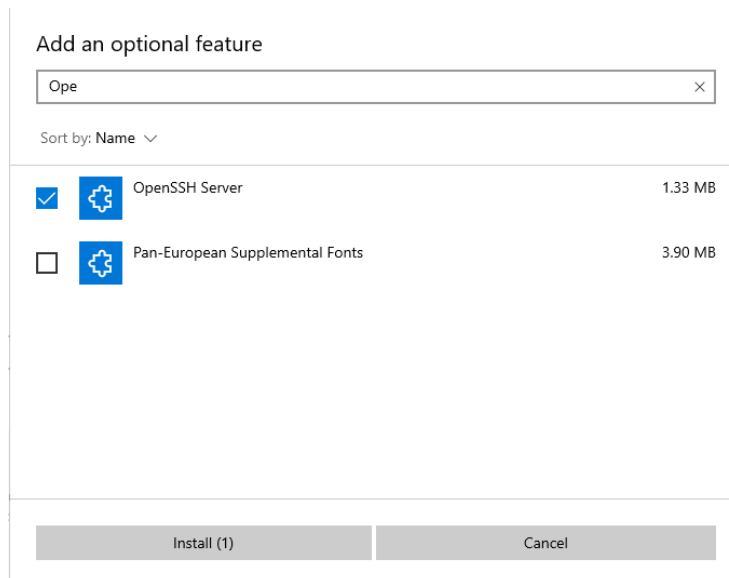 Add an optional feature
Ope
Sort by: Name
OpenSSH Server 1.33 MB
Pan-European Supplemental Fonts 3.90 MB
Install (1) Cancel